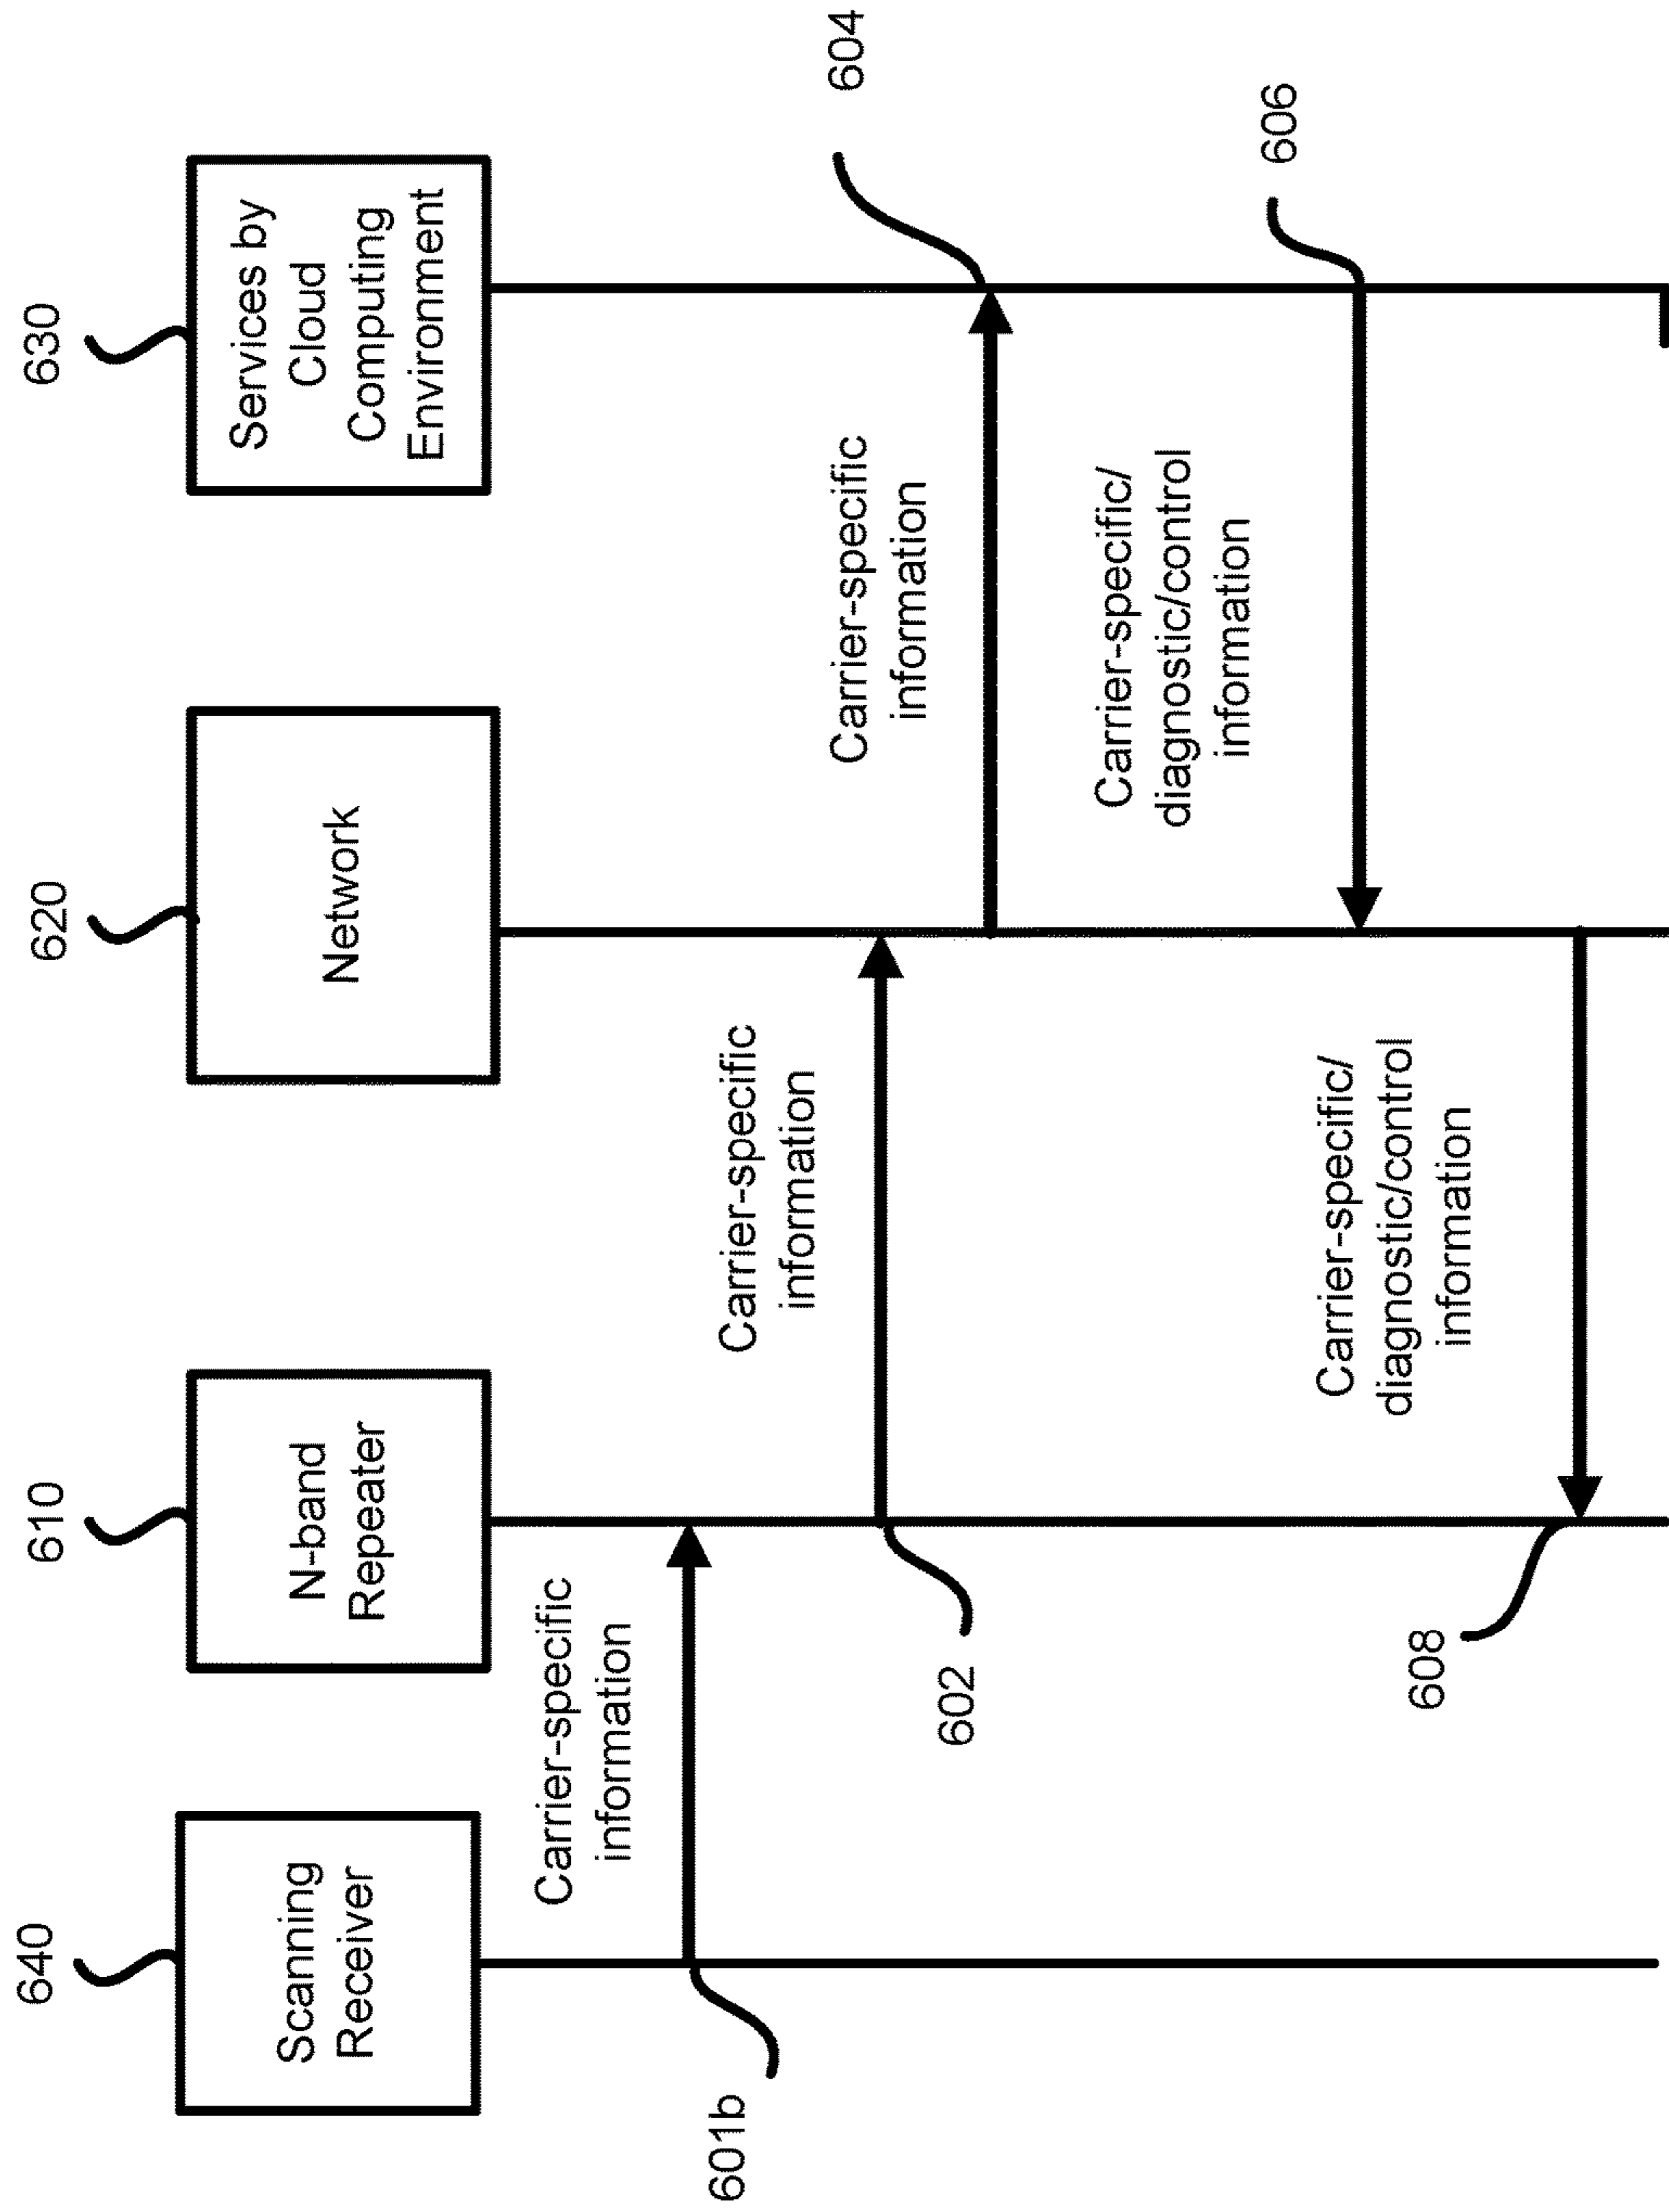 640
610
620
630
Scanning
Receiver
N-band
Repeater
Network
Services by
Cloud
Computing
Environment
Carrier-specific
information
601b
Carrier-specific
information
602
Carrier-specific
information
604
Carrier-specific/
diagnostic/control
information
606
Carrier-specific/
diagnostic/control
information
608